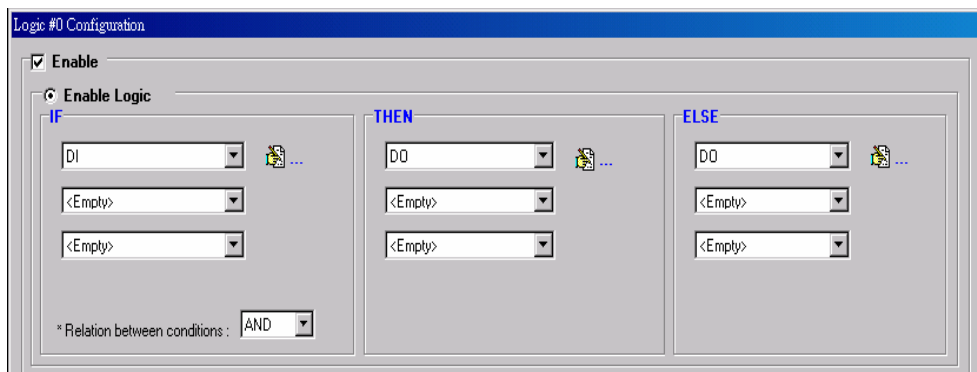 Logic #0 Configuration
Enable
Enable Logic
IF
DI
...
<Empty>
<Empty>
* Relation between conditions :
AND
THEN
DO
...
<Empty>
<Empty>
ELSE
DO
...
<Empty>
<Empty>